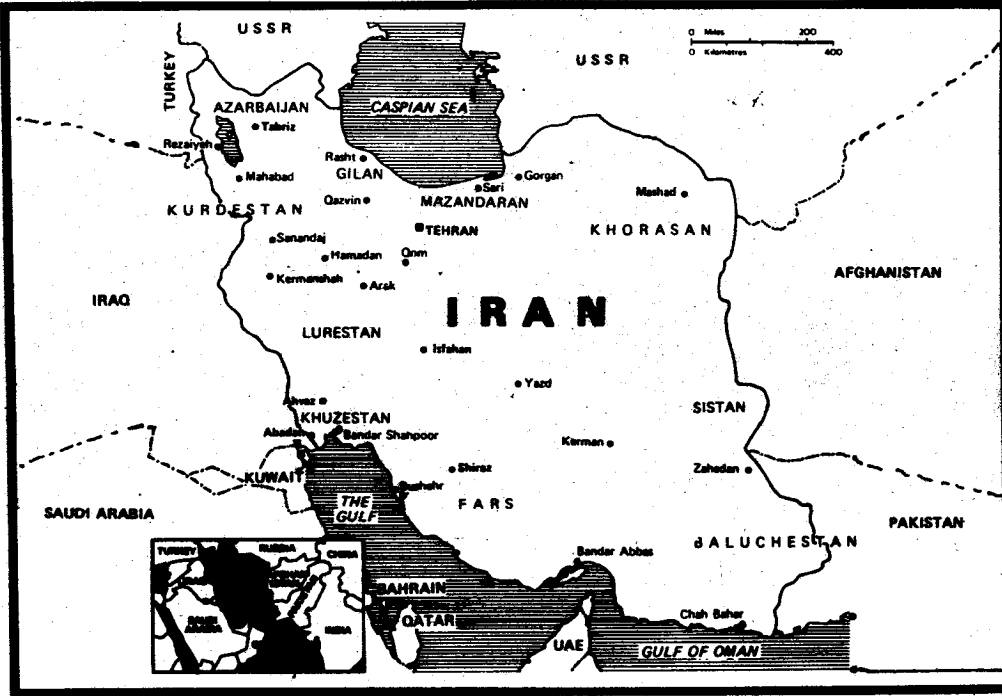 USSR
USSR
0 Miles 200
0 Kilometres 400
TURKEY
AZARBAIJAN
CASPIAN SEA
Tabriz
Rezaiyeh
Rasht
GILAN
Mahabad
Gorgan
Sari
Mashad
Qazvin
MAZANDARAN
KURDESTAN
TEHRAN
KHORASAN
Sanandaj
Hamadan
Qom
AFGHANISTAN
Kermanshah
Arak
IRAQ
IRAN
LURESTAN
Isfahan
Yazd
Ahvaz
SISTAN
KHUZESTAN
Abadan
Bandar Shahpoor
Kerman
KUWAIT
Shiraz
Zahedan
Bushehr
THE
GULF
FARS
SAUDI ARABIA
PAKISTAN
BALUCHESTAN
TURKEY
RUSSIA
CHINA
Bandar Abbas
BAHRAIN
SAUDI
ARABIA
INDIA
QATAR
Chah Bahar
UAE
GULF OF OMAN